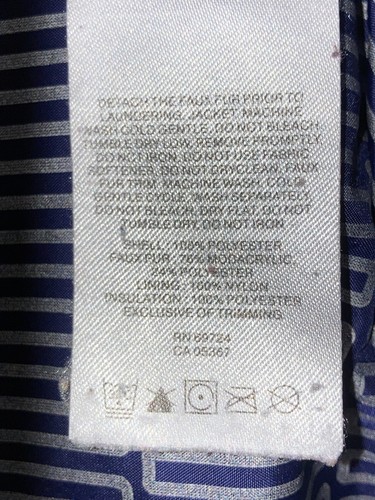 DETACH THE FAUX FUR PRIOR TO
LAUNDERING. JACKET MACHINE
WASH COLD GENTLE, DO NOT BLEACH
TUMBLE DRY LOW, REMOVE PROMPTLY,
DO NOT IRON, DO NOT USE FABRIC
SOFTENER, DO NOT DRYCLEAN. FAUX
FUR TRIM, MACHINE WASH, COLD
GENTLE CYCLE, WASH SEPARATELY
DO NOT BLEACH, DRY FLAT, DO NOT
TUMBLE DRY, DO NOT IRON
SHELL : 100% POLYESTER
FAUX FUR : 76% MODACRYLIC,
24% POLYESTER
LINING : 100% NYLON
INSULATION : 100% POLYESTER
EXCLUSIVE OF TRIMMING
RN 69724
CA 05367